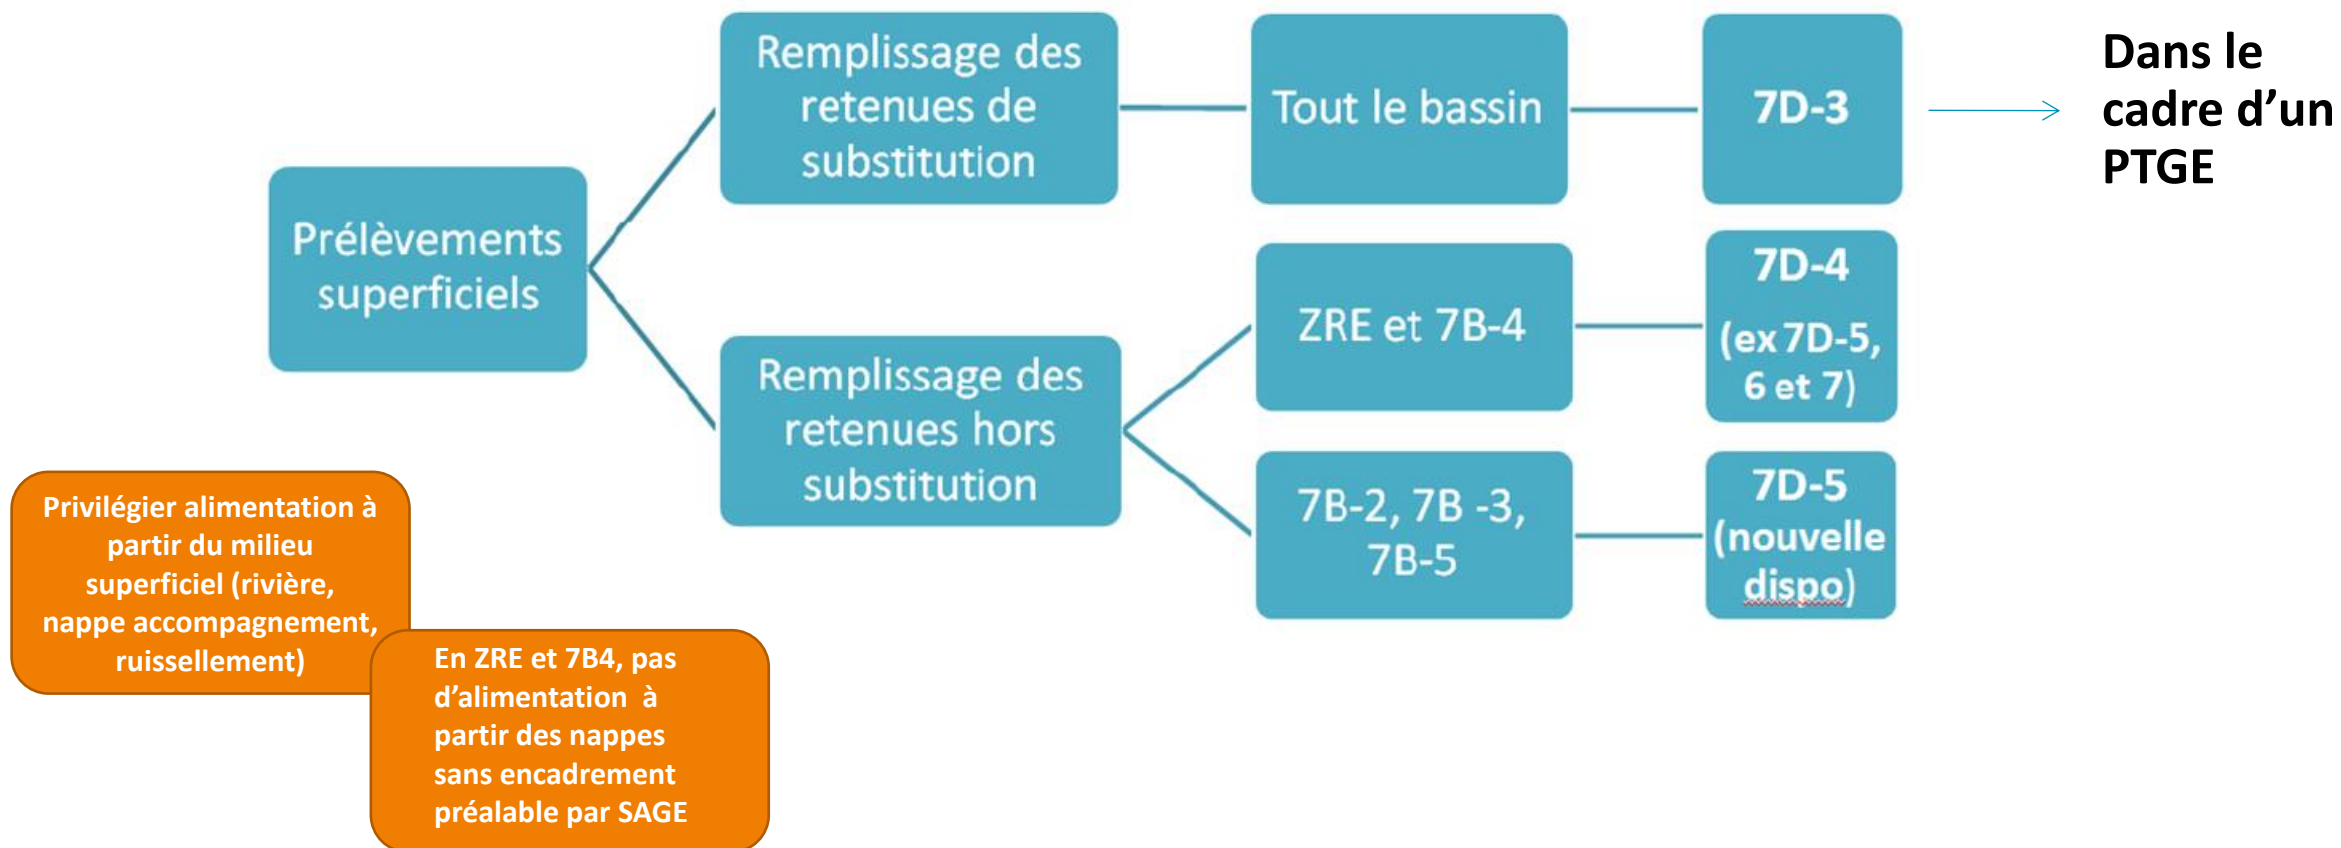 Prélèvements
superficiels
Remplissage des
retenues de
substitution
Tout le bassin
7D-3
Dans le
cadre d’un
PTGE
Remplissage des
retenues hors
substitution
ZRE et 7B-4
7D-4
(ex 7D-5,
6 et 7)
7B-2, 7B -3,
7B-5
7D-5
(nouvelle
dispo)
Privilégier alimentation à
partir du milieu
superficiel (rivière,
nappe accompagnement,
ruissellement)
En ZRE et 7B4, pas
d’alimentation à
partir des nappes
sans encadrement
préalable par SAGE